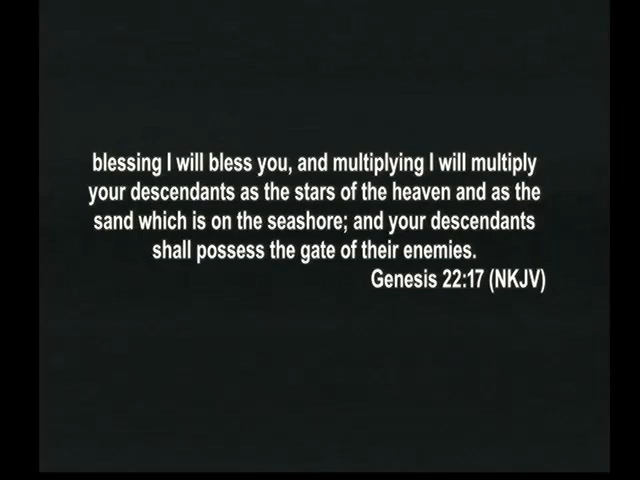 blessing I will bless you, and multiplying I will multiply
your descendants as the stars of the heaven and as the
sand which is on the seashore; and your descendants
shall possess the gate of their enemies.
Genesis 22:17 (NKJV)